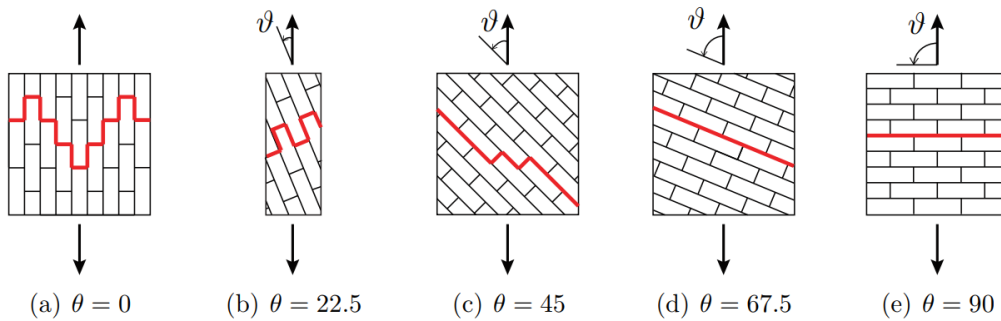 ϑ
ϑ
ϑ
ϑ
(a) θ = 0
(b) θ = 22.5
(c) θ = 45
(d) θ = 67.5
(e) θ = 90